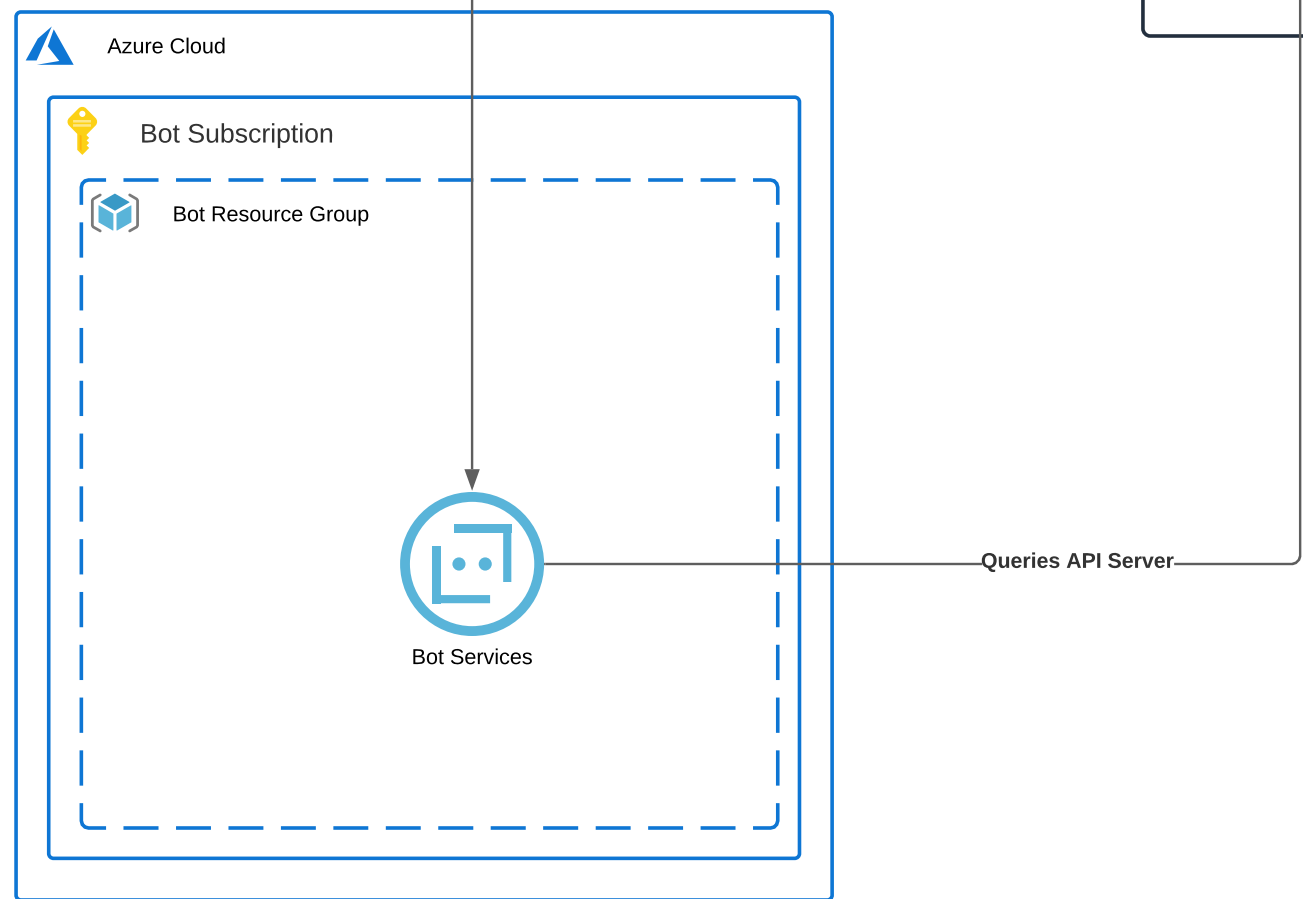 Azure Cloud
Bot Subscription
Bot Resource Group
Queries API Server
Bot Services